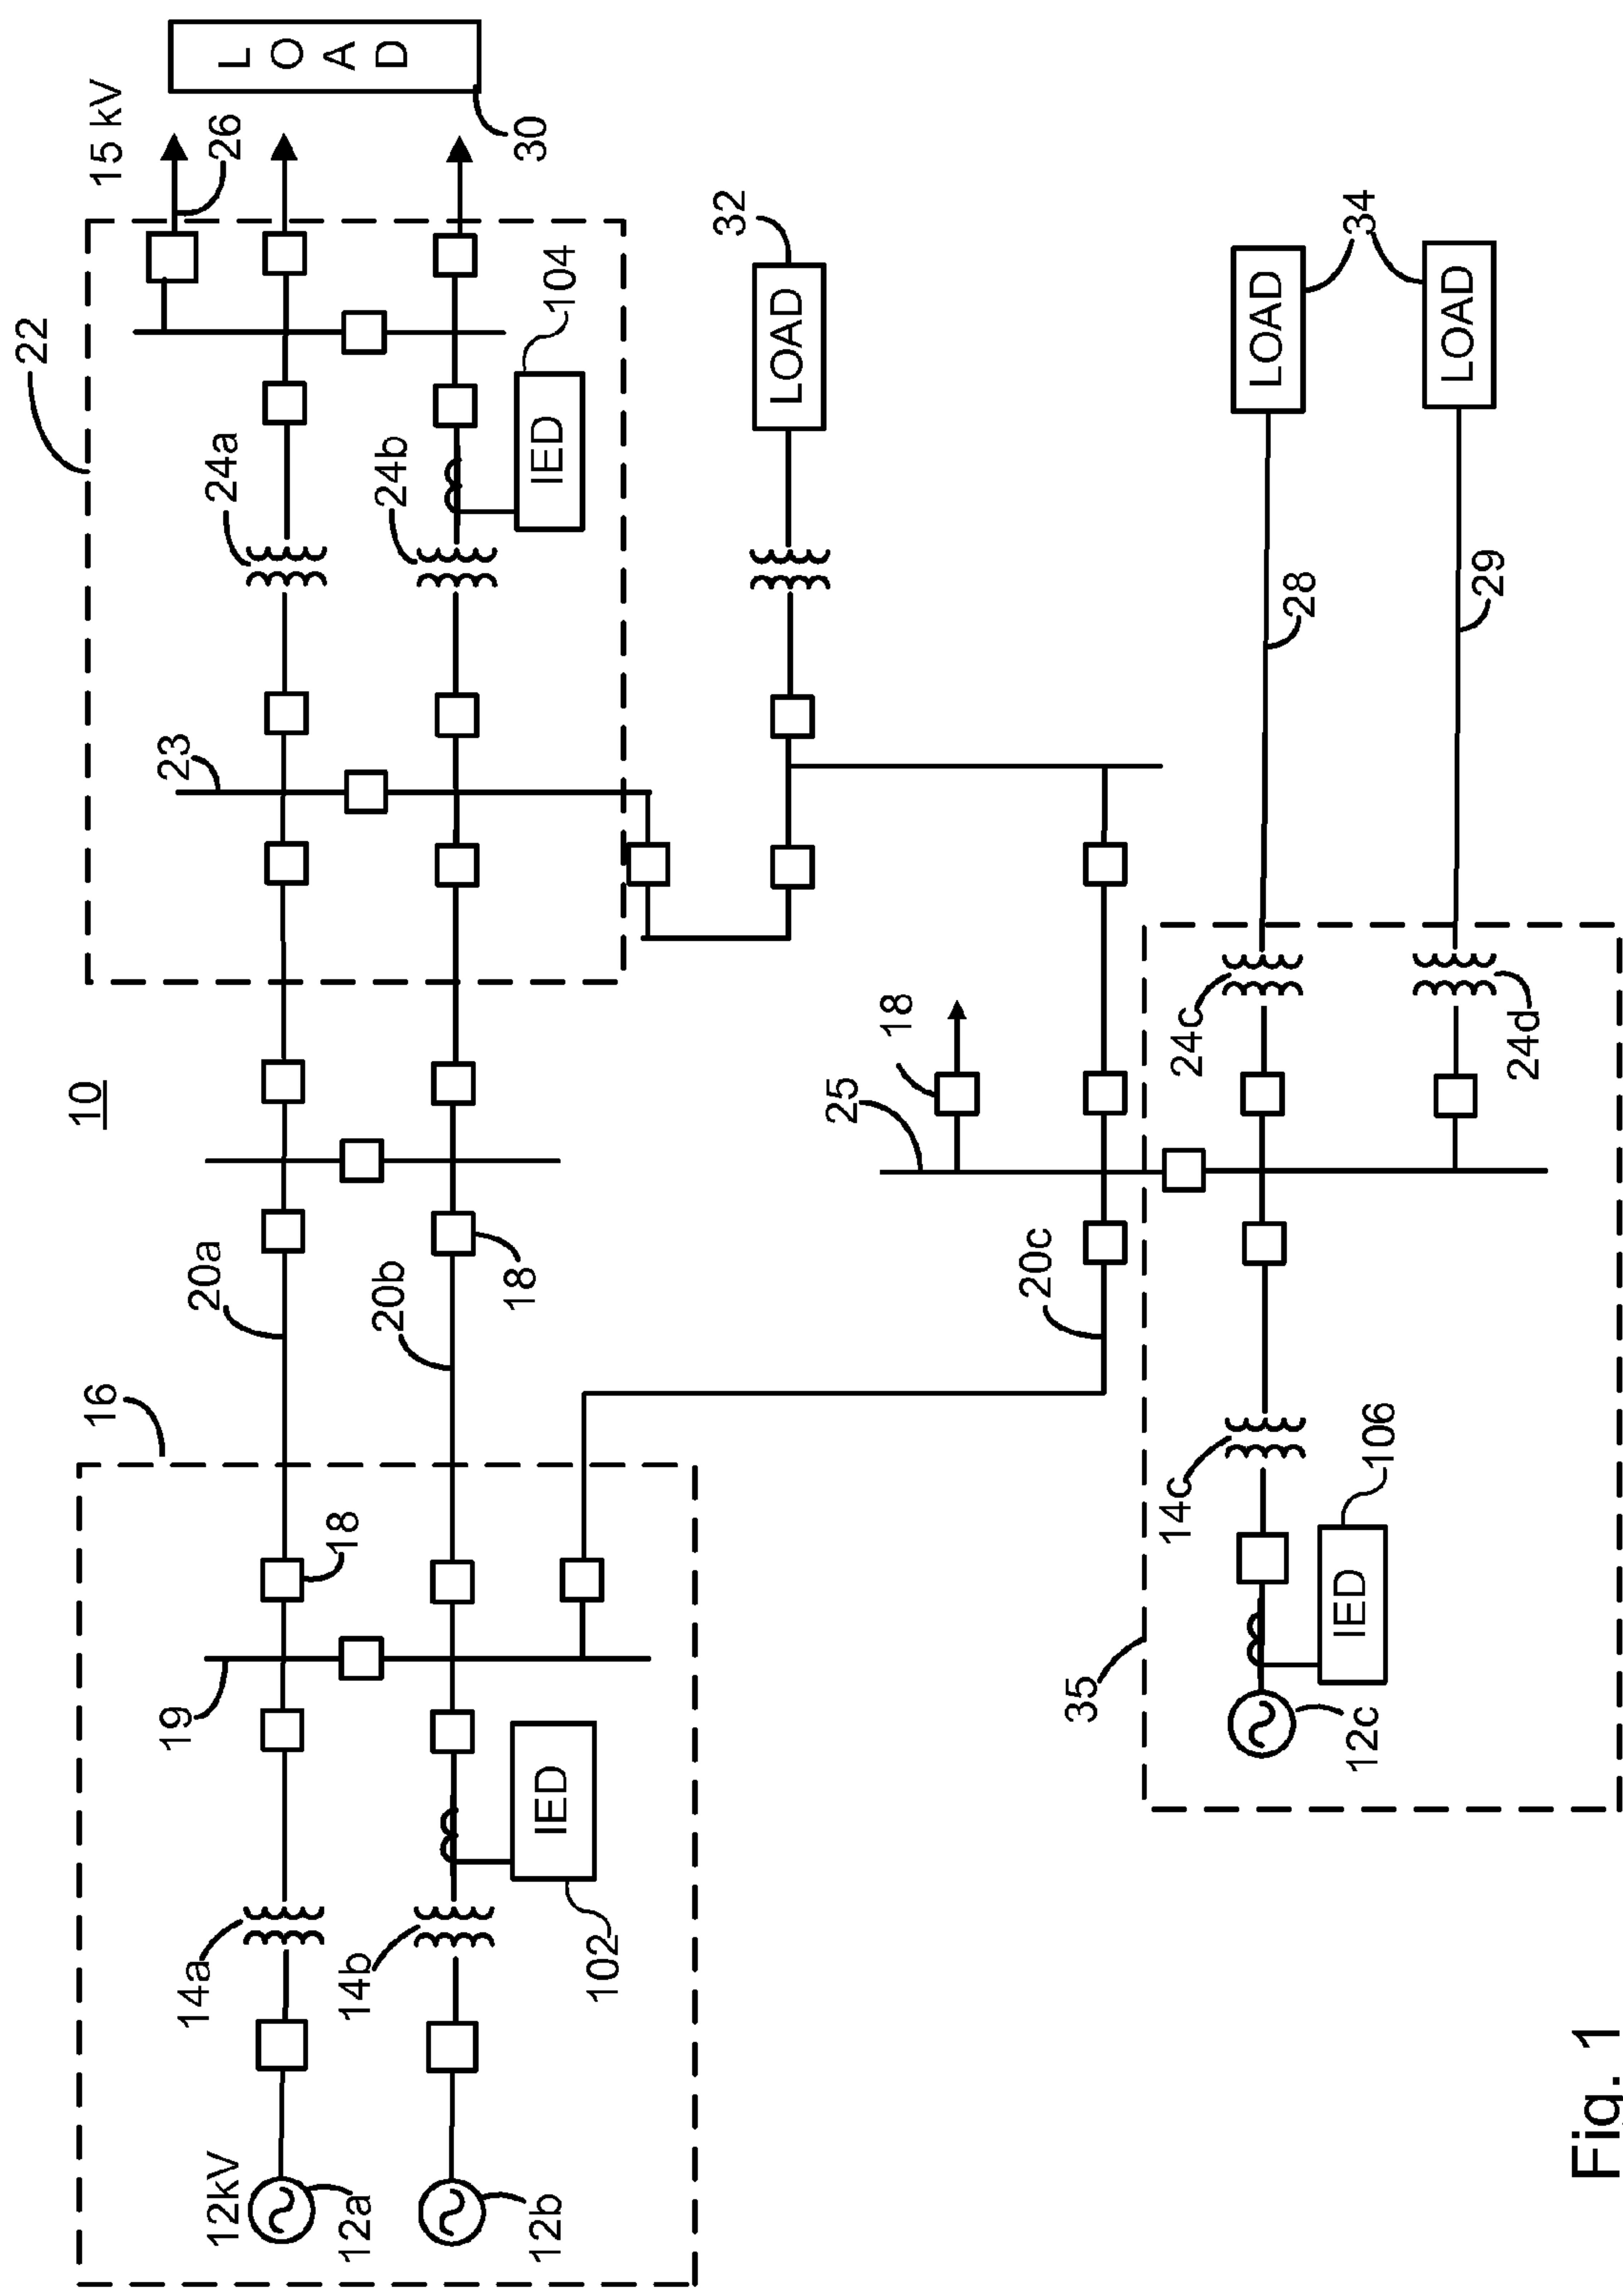 10
22
15 kV
26
LOAD
30
16
20a
20b
18
23
24a
24b
IED
104
19
18
14a
14b
IED
102
12kV
12a
12b
32
LOAD
25
18
20c
35
14c
24c
24d
28
29
LOAD
LOAD
34
IED
106
12c
Fig. 1